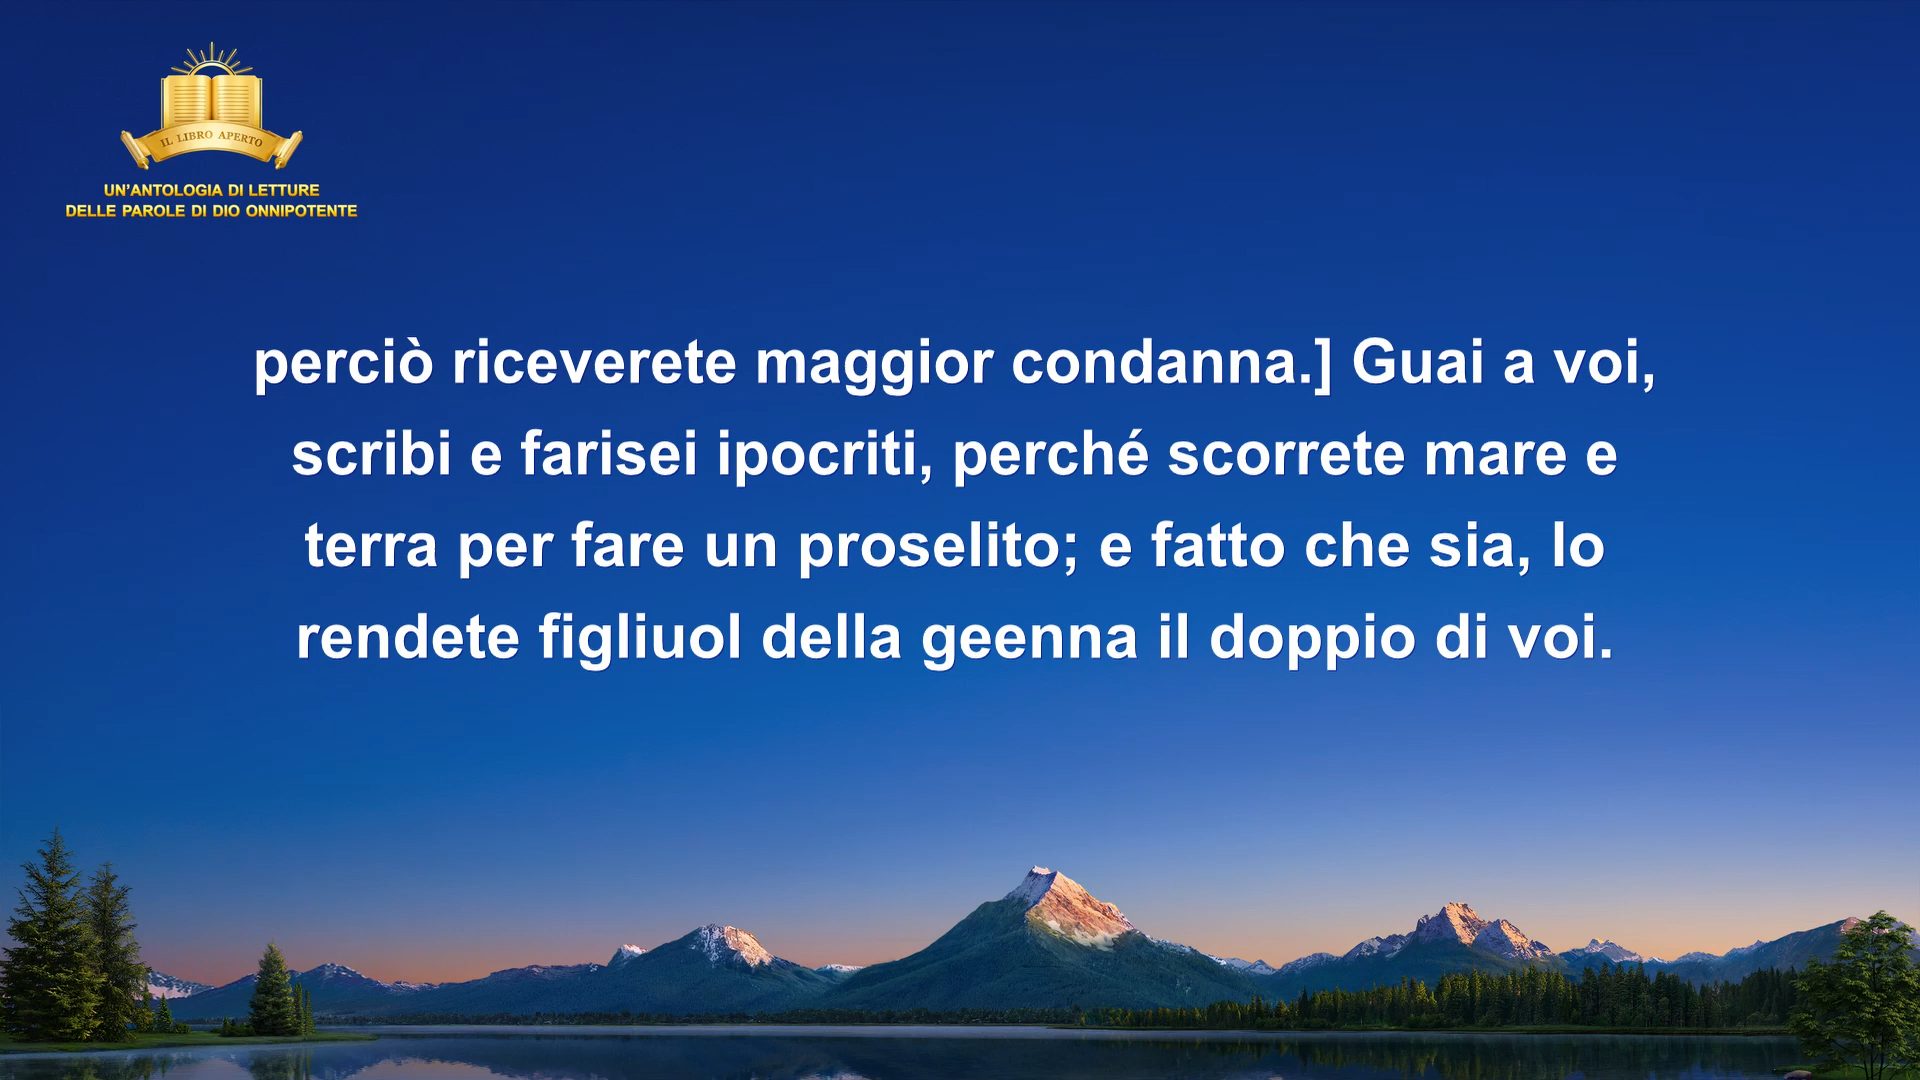 IL LIBRO APERTO
UN’ANTOLOGIA DI LETTURE
DELLE PAROLE DI DIO ONNIPOTENTE
perciò riceverete maggior condanna.] Guai a voi,
scribi e farisei ipocriti, perché scorrete mare e
terra per fare un proselito; e fatto che sia, lo
rendete figliuol della geenna il doppio di voi.